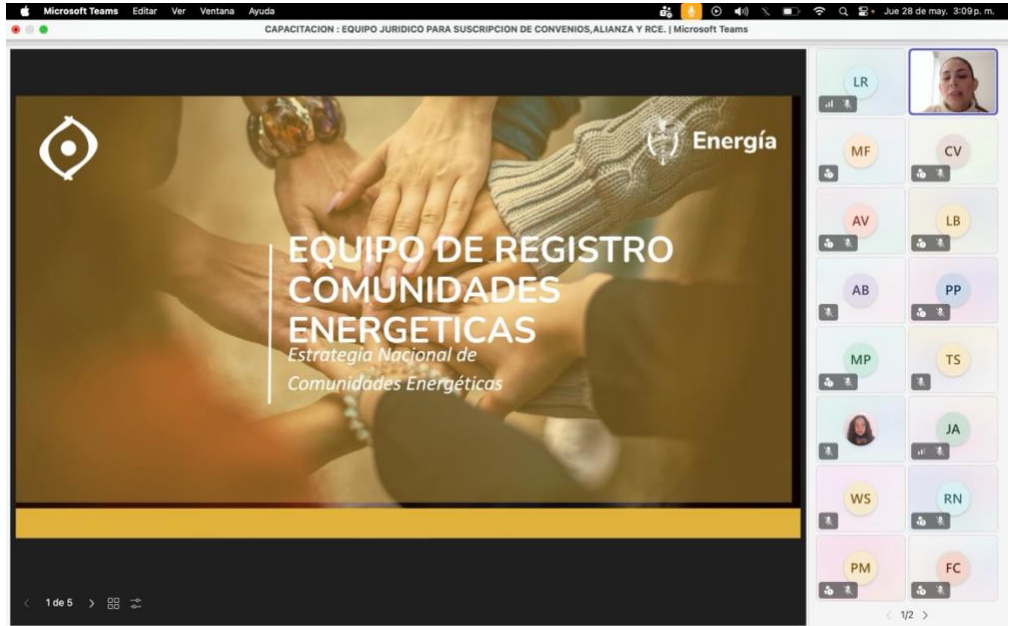 Microsoft Teams Editar Ver Ventana Ayuda
Jue 28 de may. 3:09 p. m.
CAPACITACION : EQUIPO JURIDICO PARA SUSCRIPCION DE CONVENIOS,ALIANZA Y RCE. | Microsoft Teams
Energía
EQUIPO DE REGISTRO
COMUNIDADES
ENERGETICAS
Estrategia Nacional de
Comunidades Energéticas
1 de 5
LR
MF CV
AV LB
AB PP
MP TS
JA
WS RN
PM FC
1/2